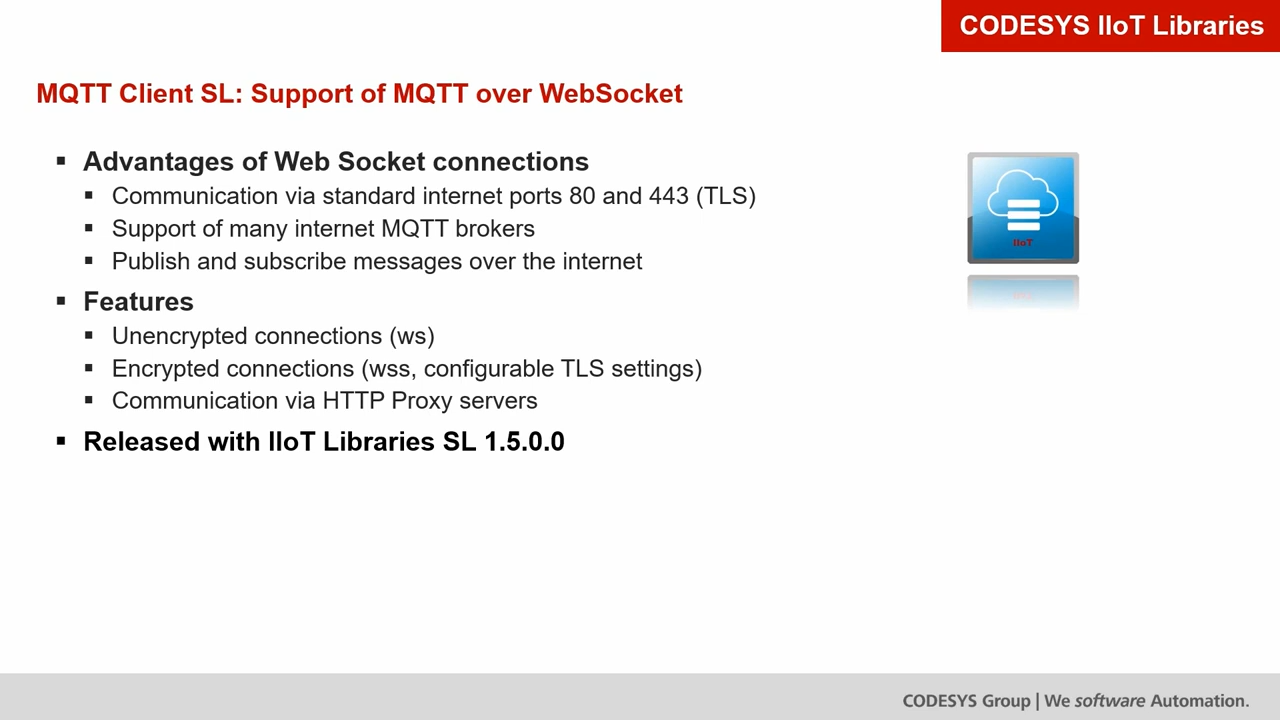 CODESYS IIoT Libraries
MQTT Client SL: Support of MQTT over WebSocket
▪ Advantages of Web Socket connections
▪ Communication via standard internet ports 80 and 443 (TLS)
▪ Support of many internet MQTT brokers
▪ Publish and subscribe messages over the internet
▪ Features
▪ Unencrypted connections (ws)
▪ Encrypted connections (wss, configurable TLS settings)
▪ Communication via HTTP Proxy servers
▪ Released with IIoT Libraries SL 1.5.0.0
IIoT
CODESYS Group | We software Automation.